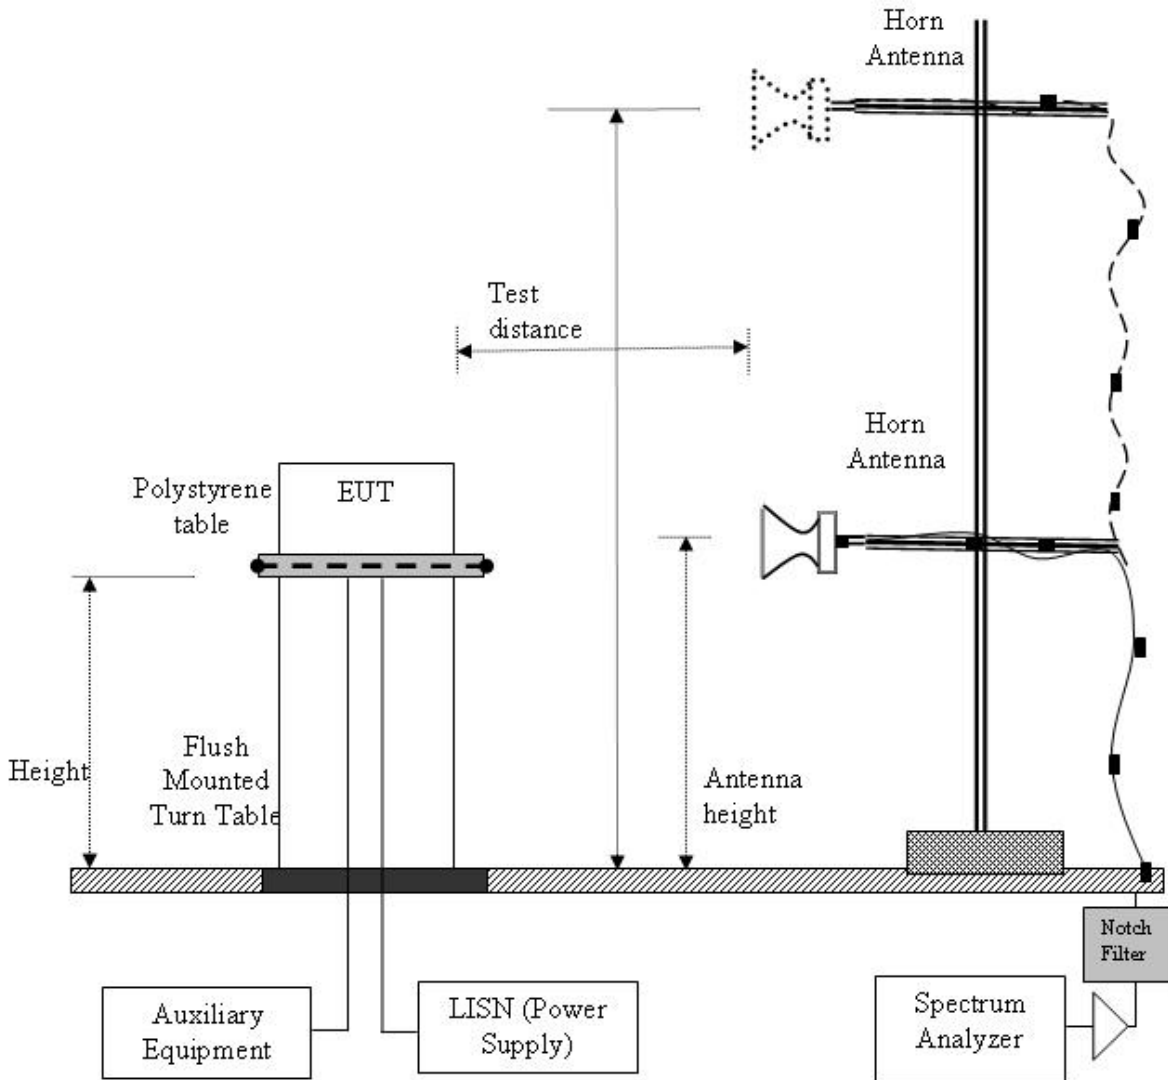 Horn
Antenna
Test
distance
Horn
Antenna
Polystyrene
table
EUT
Flush
Mounted
Turn Table
Height
Antenna
height
Notch
Filter
Auxiliary
Equipment
LISN (Power
Supply)
Spectrum
Analyzer